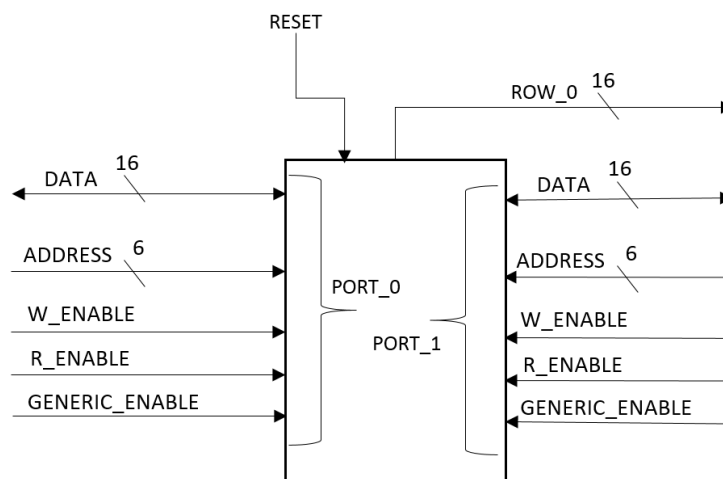 RESET
ROW_0 16
DATA 16
DATA 16
ADDRESS 6
ADDRESS 6
PORT_0
W_ENABLE
W_ENABLE
PORT_1
R_ENABLE
R_ENABLE
GENERIC_ENABLE
GENERIC_ENABLE